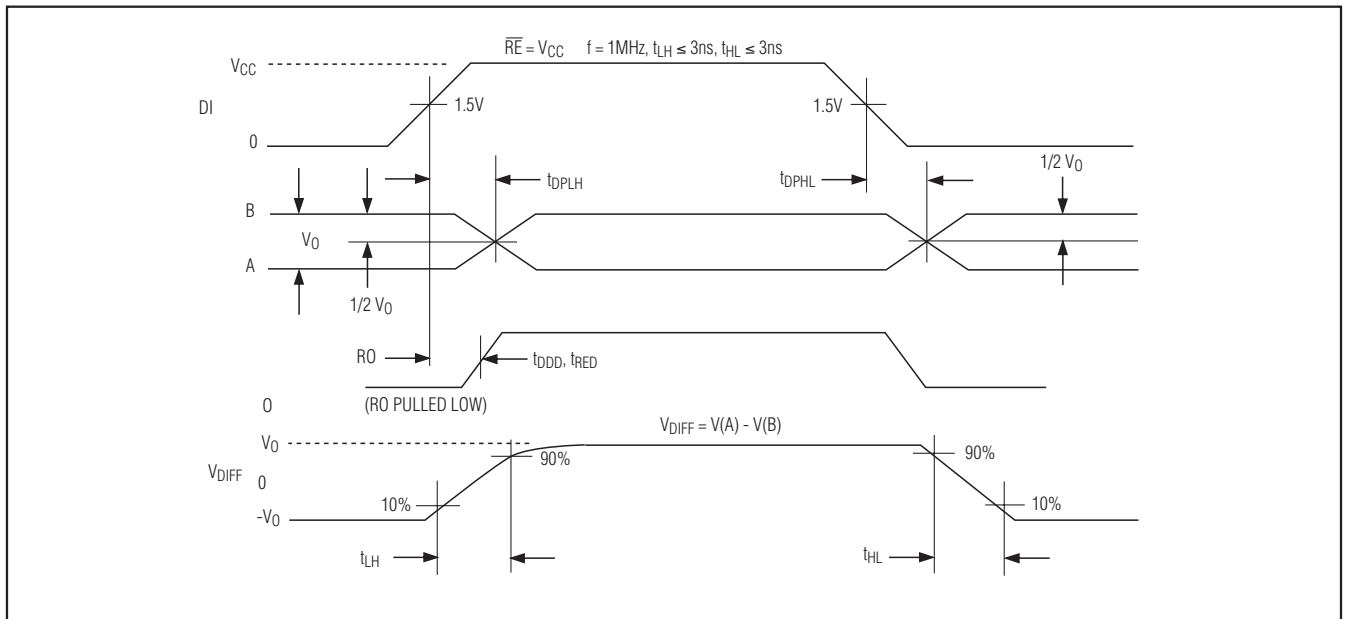 R̅E̅ = VCC f = 1MHz, tLH ≤ 3ns, tHL ≤ 3ns
VCC
DI
1.5V
1.5V
0
1/2 VO
tDPLH
tDPHL
B
VO
A
1/2 VO
RO
tDDD, tRED
0
(RO PULLED LOW)
VDIFF = V(A) - V(B)
VO
90%
90%
VDIFF
0
10%
10%
-VO
tLH
tHL